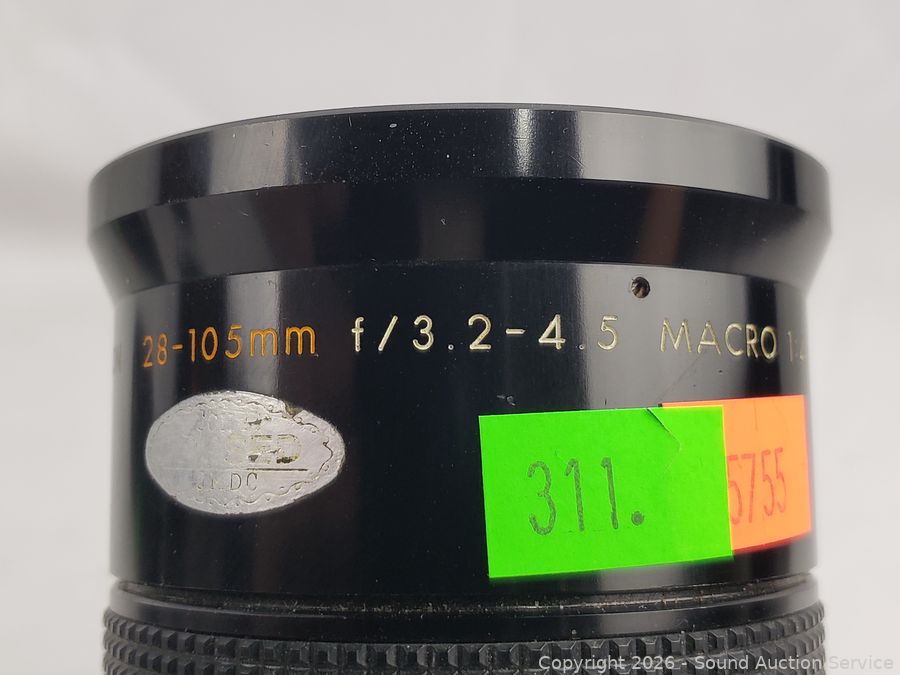 28-105mm f/3.2-4.5 MACRO
311.
5755
Copyright 2026 - Sound Auction Service